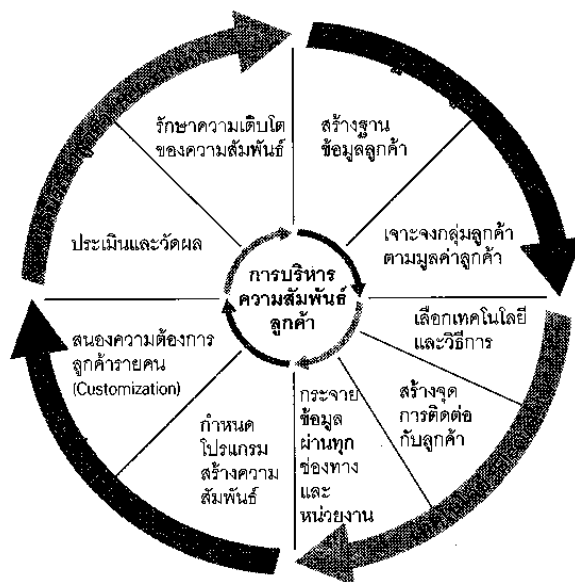 รักษาความเติบโต
ของความสัมพันธ์
สร้างฐาน
ข้อมูลลูกค้า
เจาะจงกลุ่มลูกค้า
ตามมูลค่าลูกค้า
เลือกเทคโนโลยี
และวิธีการ
สร้างจุด
การติดต่อ
กับลูกค้า
กระจาย
ข้อมูล
ผ่านทุก
ช่องทาง
และ
หน่วยงาน
กำหนด
โปรแกรม
สร้างความ
สัมพันธ์
สนองความต้องการ
ลูกค้ารายคน
(Customization)
ประเมินและวัดผล
การบริหาร
ความสัมพันธ์
ลูกค้า